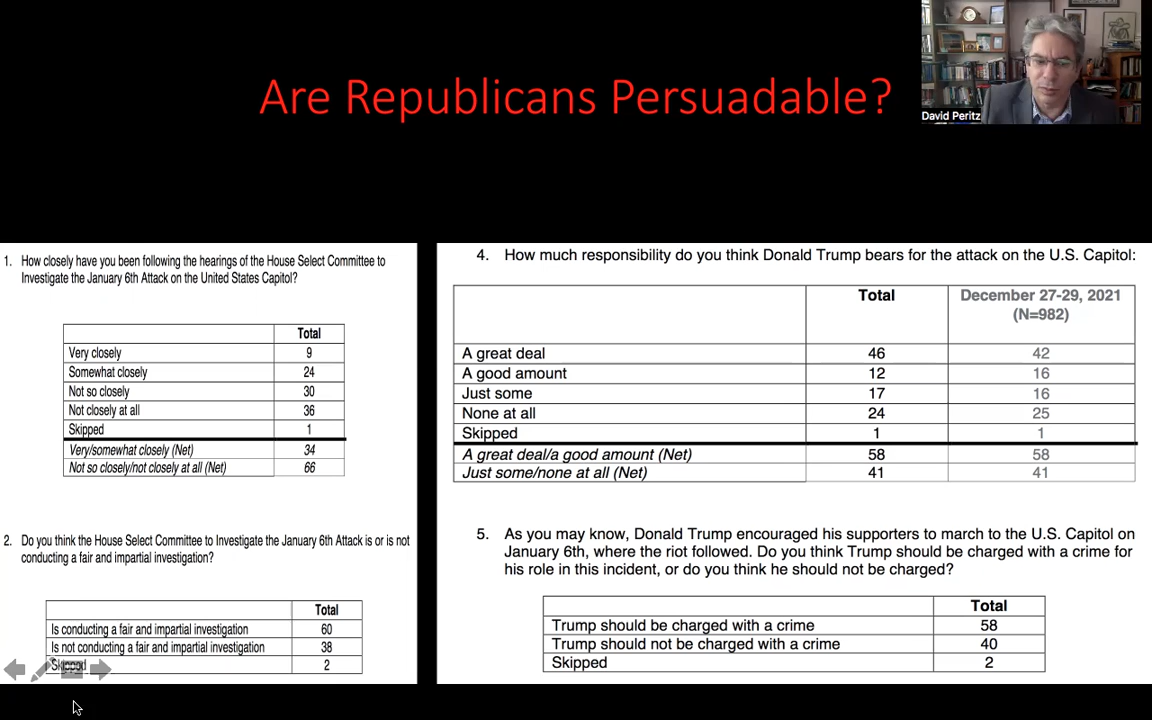 Are Republicans Persuadable?
David Peritz
1. How closely have you been following the hearings of the House Select Committee to
Investigate the January 6th Attack on the United States Capitol?
Total
Very closely 9
Somewhat closely 24
Not so closely 30
Not closely at all 36
Skipped 1
Very/somewhat closely (Net) 34
Not so closely/not closely at all (Net) 66
2. Do you think the House Select Committee to Investigate the January 6th Attack is or is not
conducting a fair and impartial investigation?
Total
Is conducting a fair and impartial investigation 60
Is not conducting a fair and impartial investigation 38
Skipped 2
4. How much responsibility do you think Donald Trump bears for the attack on the U.S. Capitol:
Total December 27-29, 2021
(N=982)
A great deal 46 42
A good amount 12 16
Just some 17 16
None at all 24 25
Skipped 1 1
A great deal/a good amount (Net) 58 58
Just some/none at all (Net) 41 41
5. As you may know, Donald Trump encouraged his supporters to march to the U.S. Capitol on
January 6th, where the riot followed. Do you think Trump should be charged with a crime for
his role in this incident, or do you think he should not be charged?
Total
Trump should be charged with a crime 58
Trump should not be charged with a crime 40
Skipped 2